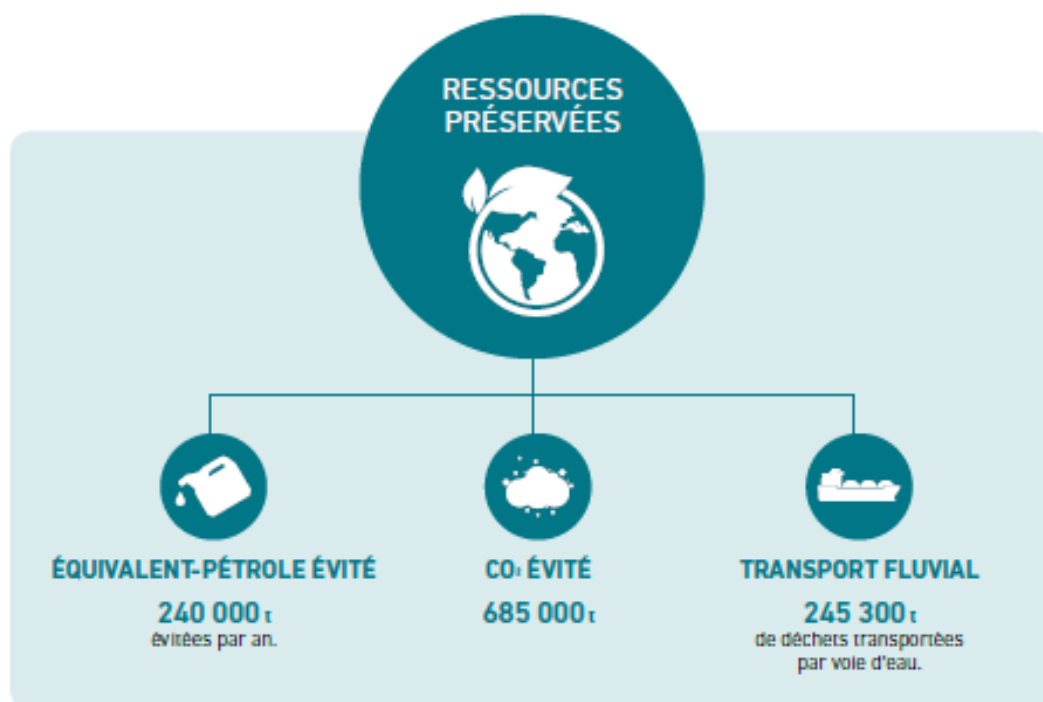 RESSOURCES
PRÉSERVÉES
ÉQUIVALENT-PÉTROLE ÉVITÉ
240 000 t
évitées par an.
CO₂ ÉVITÉ
685 000 t
TRANSPORT FLUVIAL
245 300 t
de déchets transportées
par voie d'eau.